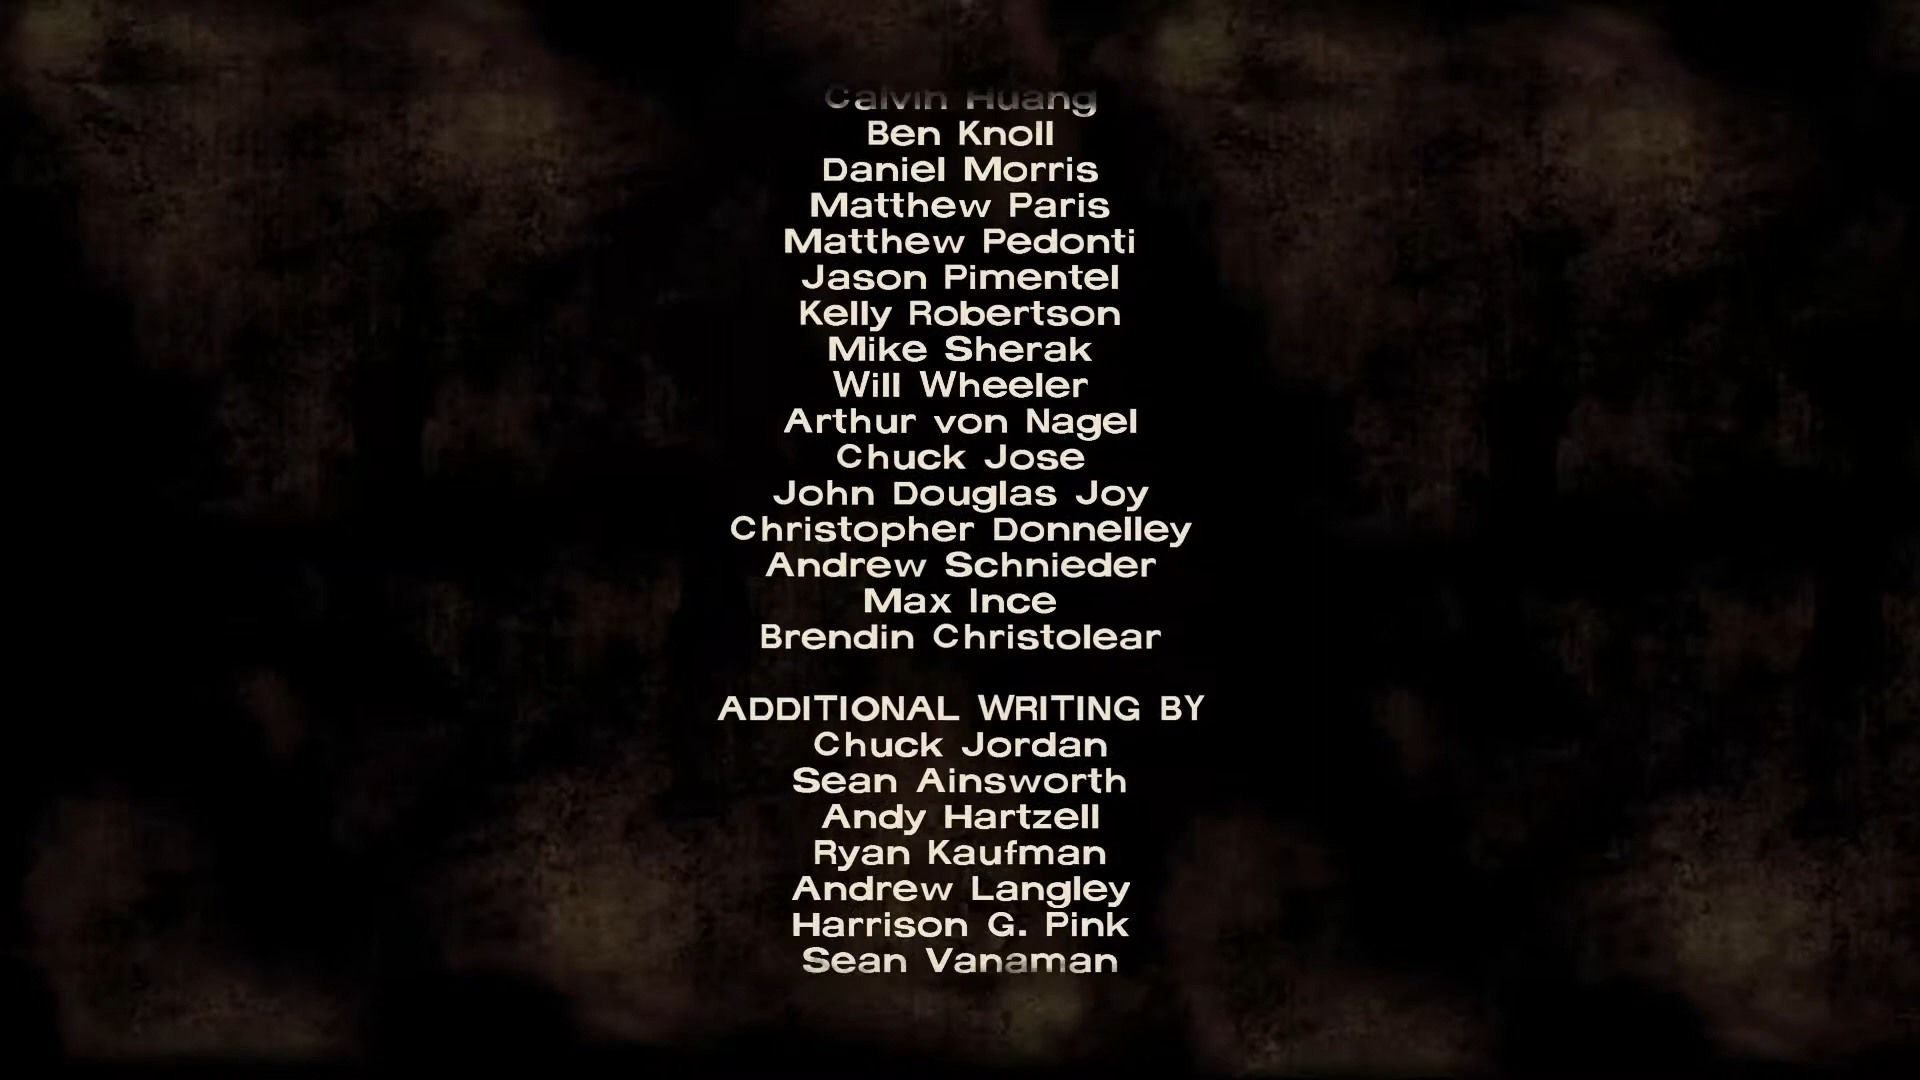 Calvin Huang
Ben Knoll
Daniel Morris
Matthew Paris
Matthew Pedonti
Jason Pimentel
Kelly Robertson
Mike Sherak
Will Wheeler
Arthur von Nagel
Chuck Jose
John Douglas Joy
Christopher Donnelley
Andrew Schnieder
Max Ince
Brendin Christolear
ADDITIONAL WRITING BY
Chuck Jordan
Sean Ainsworth
Andy Hartzell
Ryan Kaufman
Andrew Langley
Harrison G. Pink
Sean Vanaman